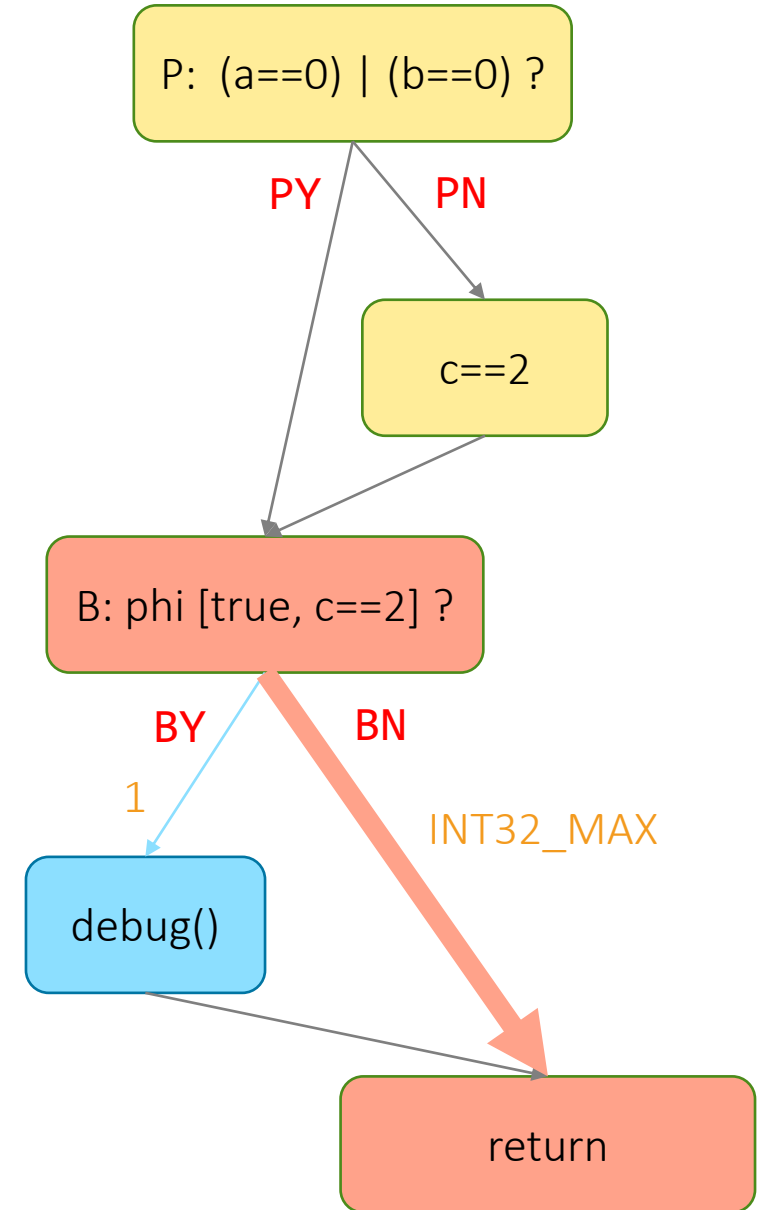 P: (a==0) | (b==0) ?
PY
PN
c==2
B: phi [true, c==2] ?
BY
BN
1
INT32_MAX
debug()
return